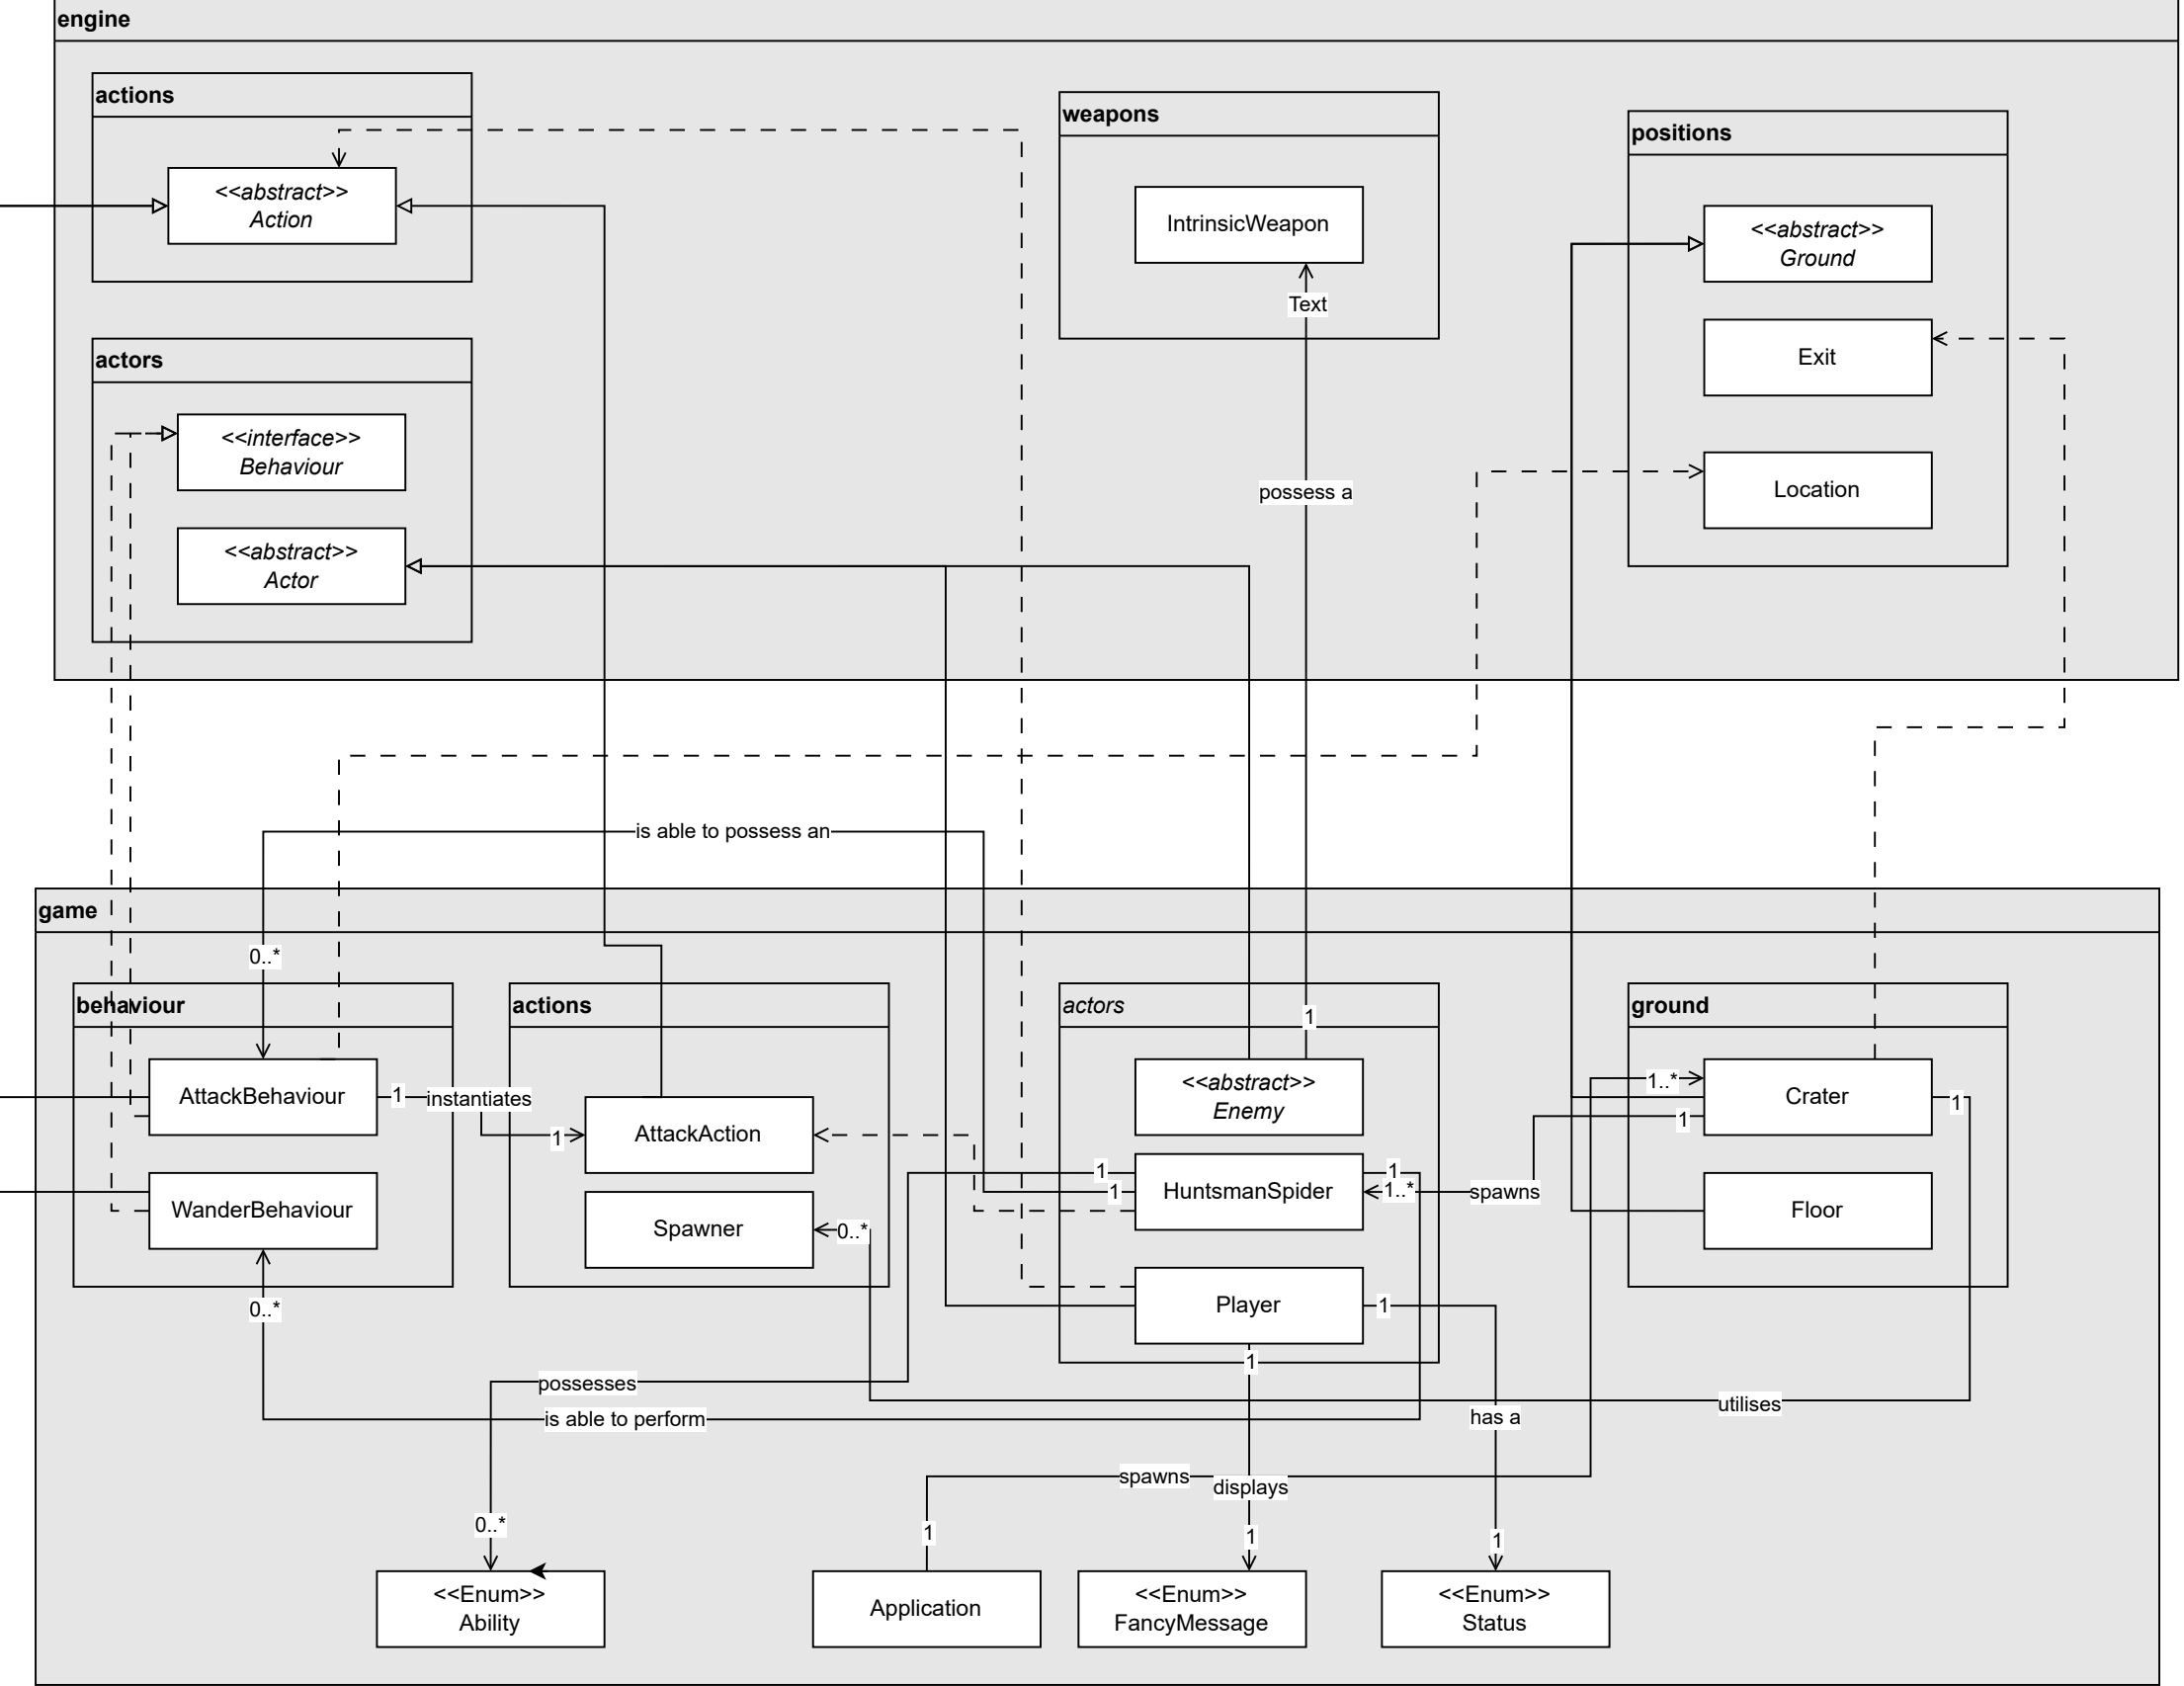 engine
actions
<<abstract>>
Action
weapons
IntrinsicWeapon
Text
positions
<<abstract>>
Ground
Exit
Location
actors
<<interface>>
Behaviour
<<abstract>>
Actor
possess a
is able to possess an
game
0..*
behaviour
AttackBehaviour
WanderBehaviour
1
instantiates
1
0..*
actions
AttackAction
Spawner
0..*
actors
1
<<abstract>>
Enemy
1
1
HuntsmanSpider
1
1..*
spawns
Player
1
1
ground
1..*
1
Crater
1
Floor
possesses
is able to perform
utilises
has a
spawns
displays
0..*
1
1
1
<<Enum>>
Ability
Application
<<Enum>>
FancyMessage
<<Enum>>
Status